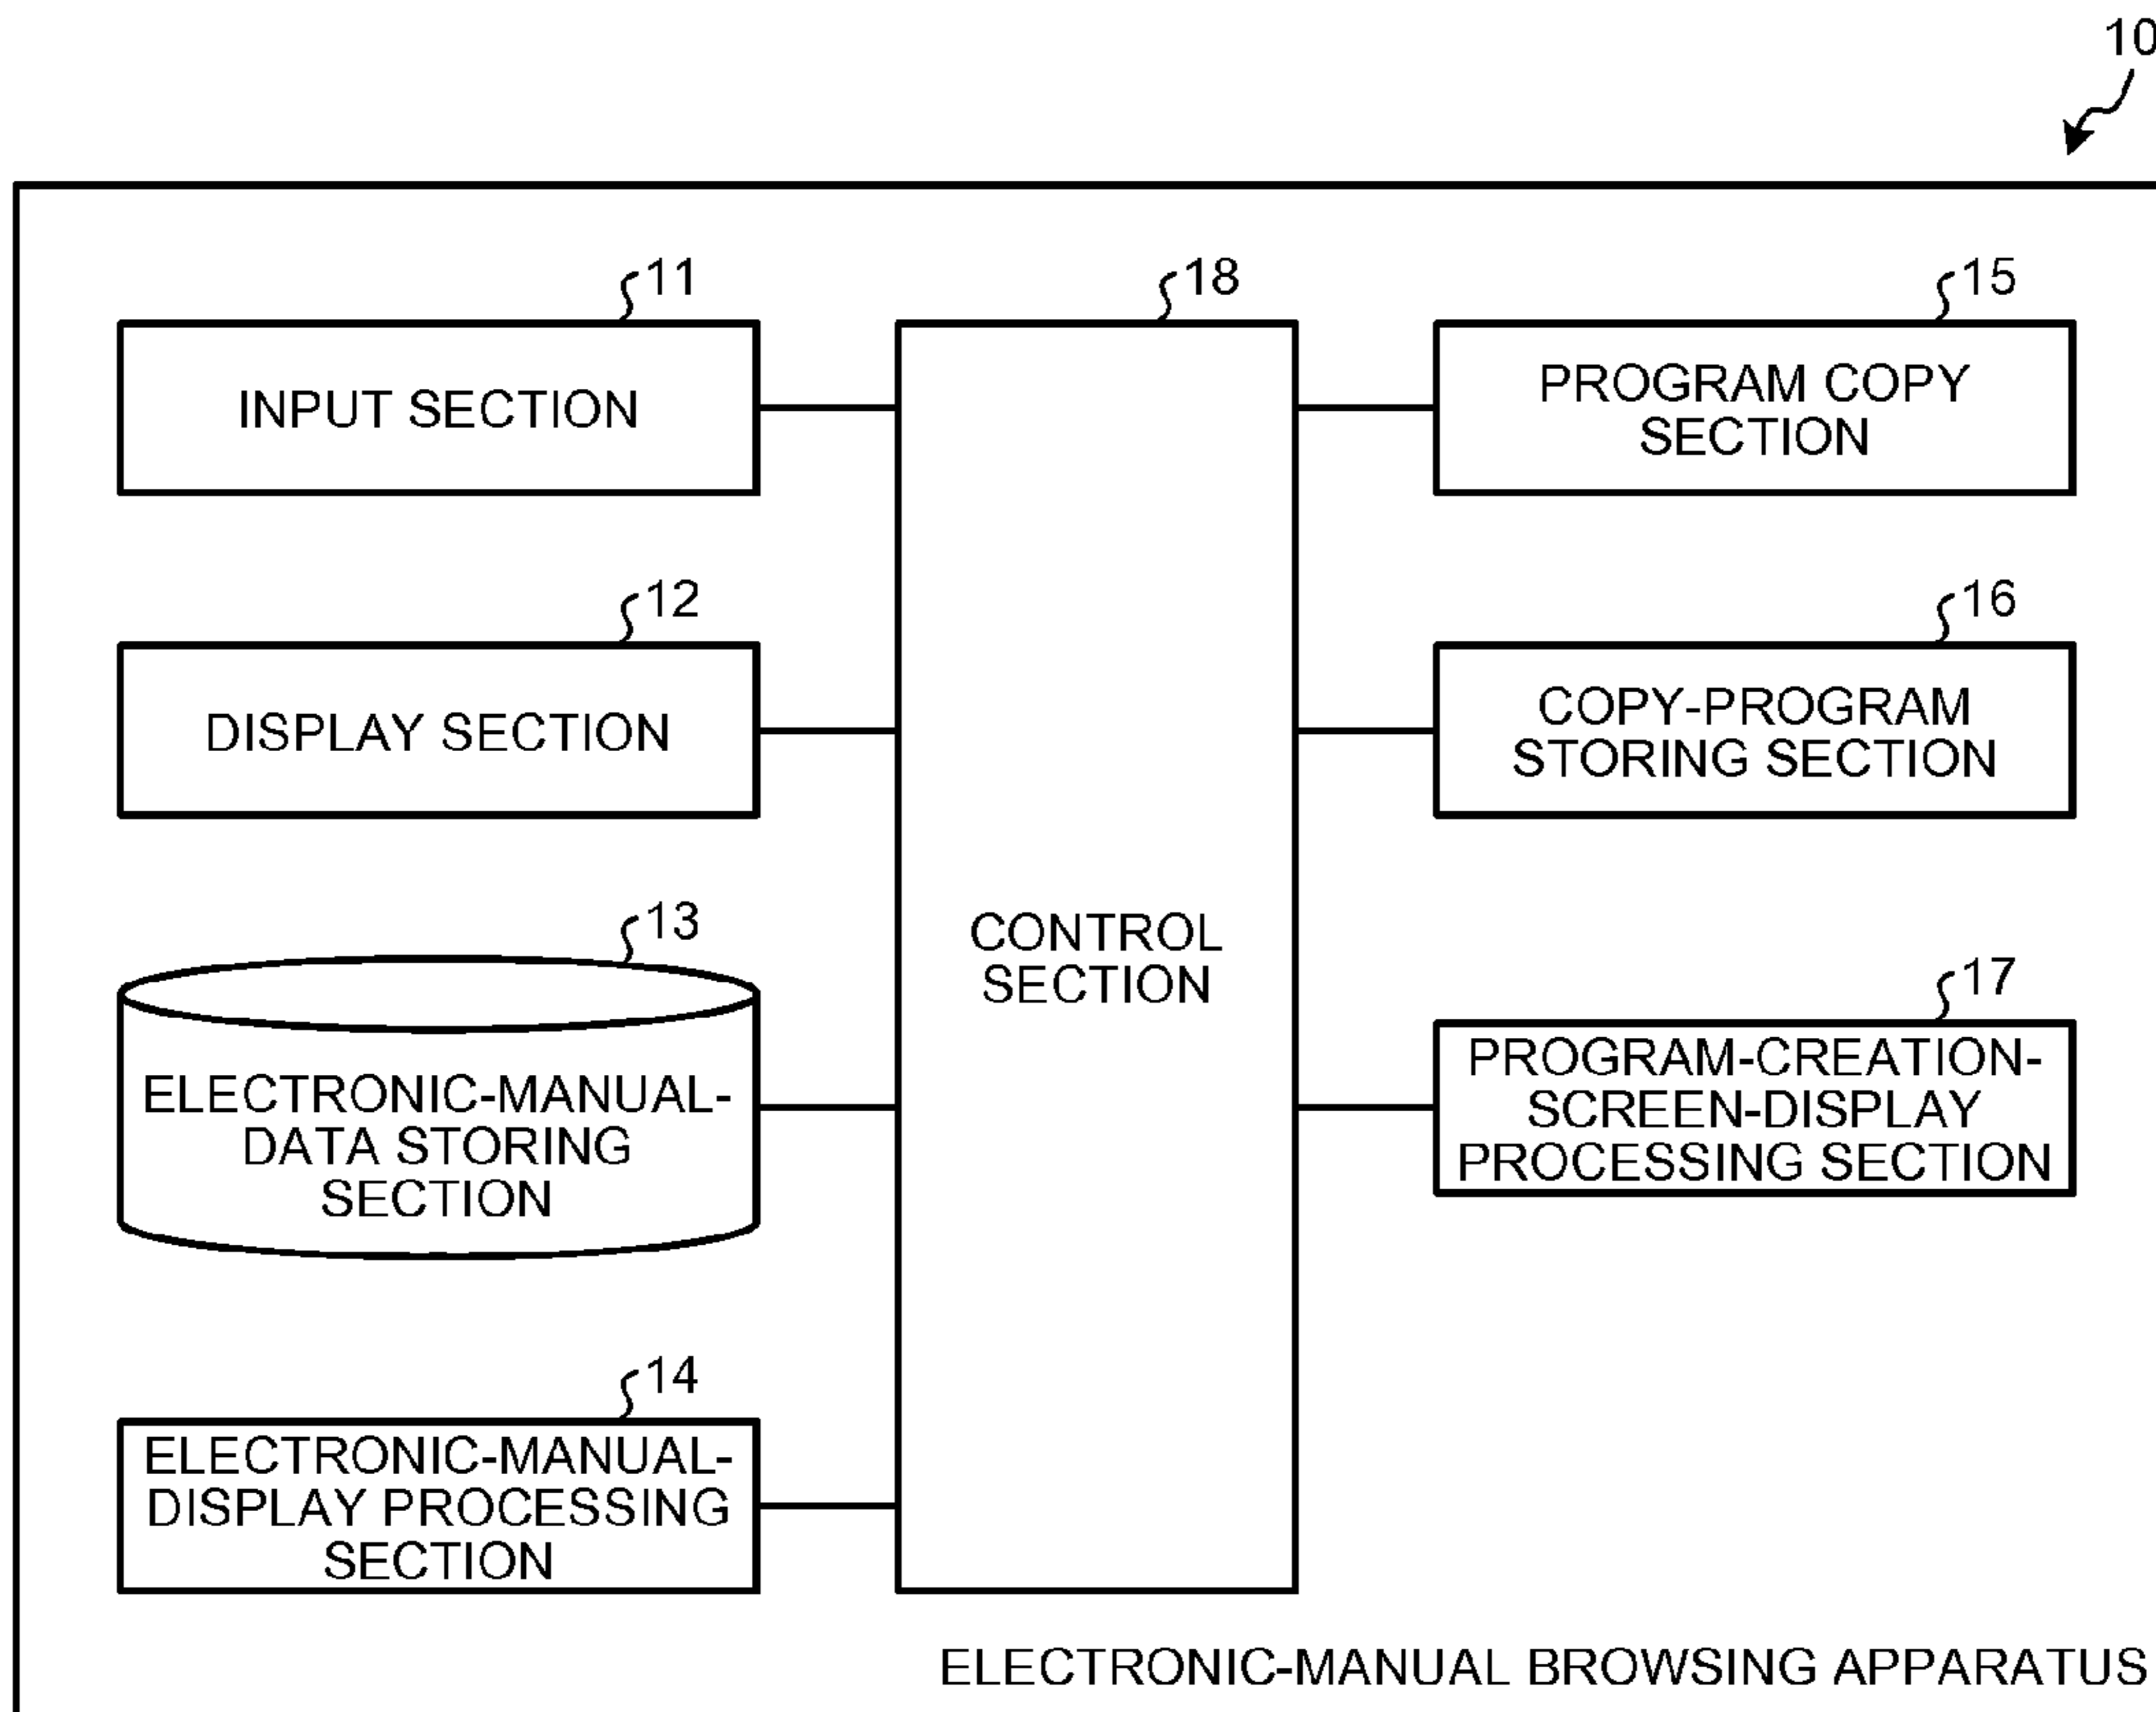 10
11
INPUT SECTION
12
DISPLAY SECTION
13
ELECTRONIC-MANUAL-
DATA STORING
SECTION
14
ELECTRONIC-MANUAL-
DISPLAY PROCESSING
SECTION
18
CONTROL
SECTION
15
PROGRAM COPY
SECTION
16
COPY-PROGRAM
STORING SECTION
17
PROGRAM-CREATION-
SCREEN-DISPLAY
PROCESSING SECTION
ELECTRONIC-MANUAL BROWSING APPARATUS